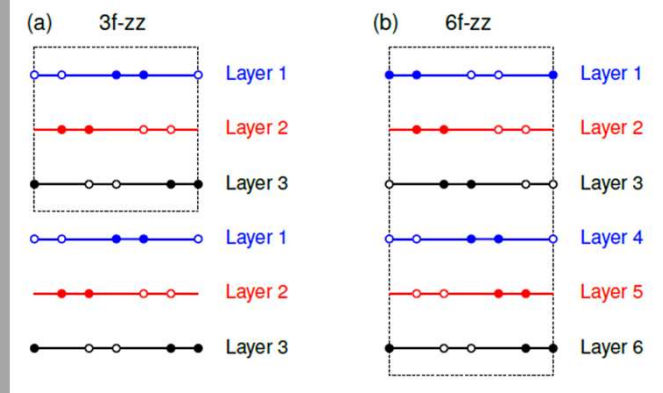 (a) 3f-zz (b) 6f-zz
Layer 1 Layer 1
Layer 2 Layer 2
Layer 3 Layer 3
Layer 1 Layer 4
Layer 2 Layer 5
Layer 3 Layer 6